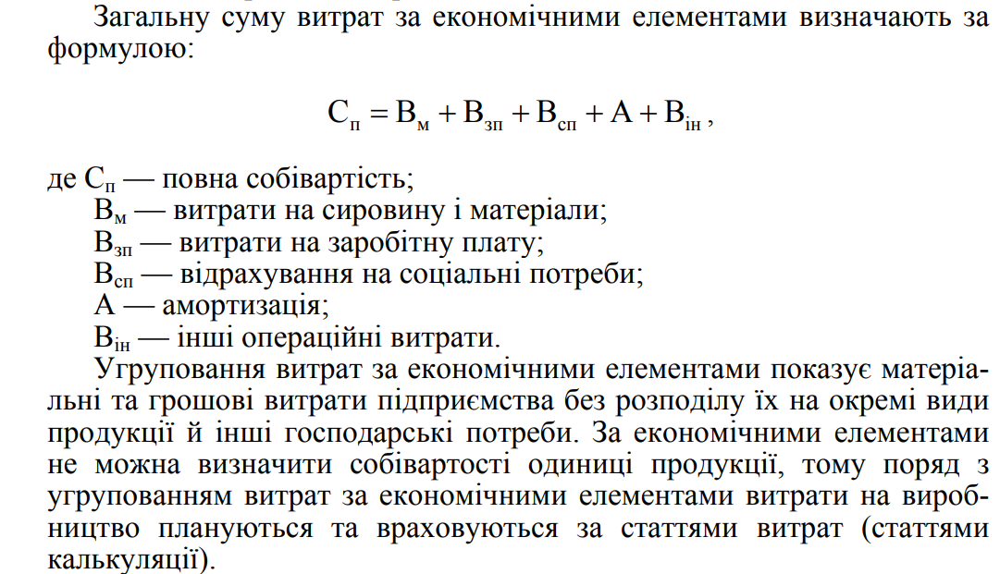 Загальну суму витрат за економічними елементами визначають за
формулою:
Сп = Вм + Взп + Всп + А + Він ,
де Сп — повна собівартість;
Вм — витрати на сировину і матеріали;
Взп — витрати на заробітну плату;
Всп — відрахування на соціальні потреби;
А — амортизація;
Він — інші операційні витрати.
Угруповання витрат за економічними елементами показує матеріа-
льні та грошові витрати підприємства без розподілу їх на окремі види
продукції й інші господарські потреби. За економічними елементами
не можна визначити собівартості одиниці продукції, тому поряд з
угрупованням витрат за економічними елементами витрати на вироб-
ництво плануються та враховуються за статтями витрат (статтями
калькуляції).